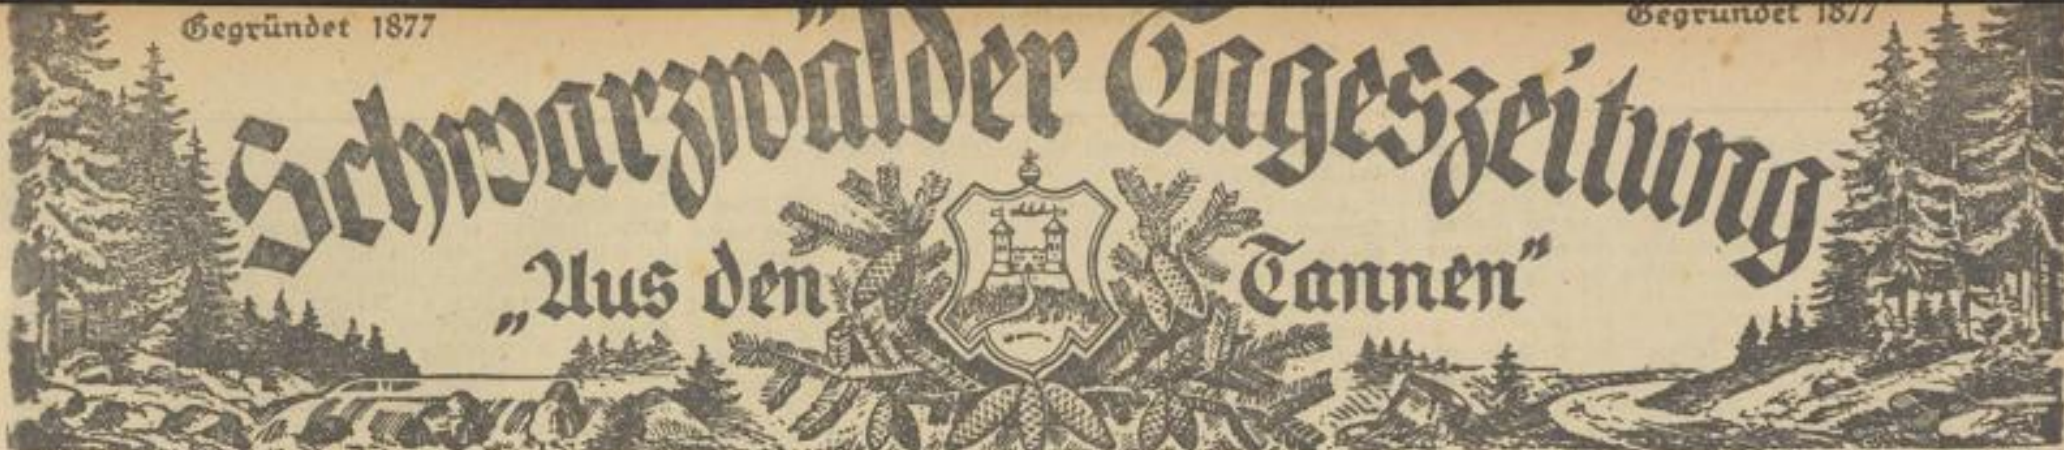 Gegründet 1877
Gegründet 1877
Schwarzwälder Tageszeitung
„Aus den Tannen“